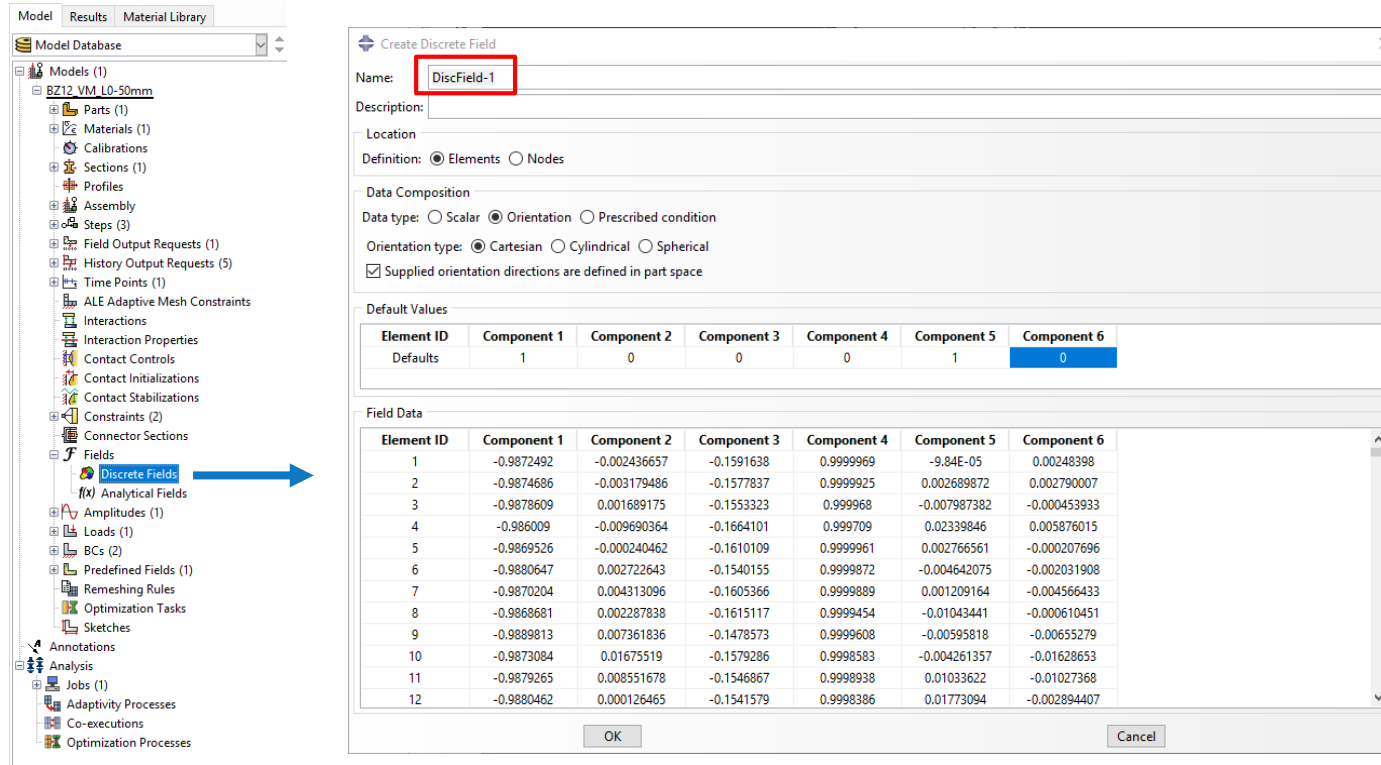 Model Results Material Library
Model Database
Models (1)
BZ12_VM_L0-50mm
Parts (1)
Materials (1)
Calibrations
Sections (1)
Profiles
Assembly
Steps (3)
Field Output Requests (1)
History Output Requests (5)
Time Points (1)
ALE Adaptive Mesh Constraints
Interactions
Interaction Properties
Contact Controls
Contact Initializations
Contact Stabilizations
Constraints (2)
Connector Sections
F Fields
Discrete Fields
f(x) Analytical Fields
Amplitudes (1)
Loads (1)
BCs (2)
Predefined Fields (1)
Remeshing Rules
Optimization Tasks
Sketches
Annotations
Analysis
Jobs (1)
Adaptivity Processes
Co-executions
Optimization Processes
Create Discrete Field
Name: DiscField-1
Description:
Location
Definition: Elements Nodes
Data Composition
Data type: Scalar Orientation Prescribed condition
Orientation type: Cartesian Cylindrical Spherical
Supplied orientation directions are defined in part space
Default Values
Element ID Component 1 Component 2 Component 3 Component 4 Component 5 Component 6
Defaults 1 0 0 0 1 0
Field Data
Element ID Component 1 Component 2 Component 3 Component 4 Component 5 Component 6
1 -0.9872492 -0.002436657 -0.1591638 0.9999969 -9.84E-05 0.00248398
2 -0.9874686 -0.003179486 -0.1577837 0.9999925 0.002689872 0.002790007
3 -0.9878609 0.001689175 -0.1553323 0.999968 -0.007987382 -0.000453933
4 -0.986009 -0.009690364 -0.1664101 0.999709 0.02339846 0.005876015
5 -0.9869526 -0.000240462 -0.1610109 0.9999961 0.002766561 -0.000207696
6 -0.9880647 0.002722643 -0.1540155 0.9999872 -0.004642075 -0.002031908
7 -0.9870204 0.004313096 -0.1605366 0.9999889 0.001209164 -0.004566433
8 -0.9868681 0.002287838 -0.1615117 0.9999454 -0.01043441 -0.000610451
9 -0.9889813 0.007361836 -0.1478573 0.9999608 -0.00595818 -0.00655279
10 -0.9873084 0.01675519 -0.1579286 0.9998583 -0.004261357 -0.01628653
11 -0.9879265 0.008551678 -0.1546867 0.9998938 0.01033622 -0.01027368
12 -0.9880462 0.000126465 -0.1541579 0.9998386 0.01773094 -0.002894407
OK Cancel